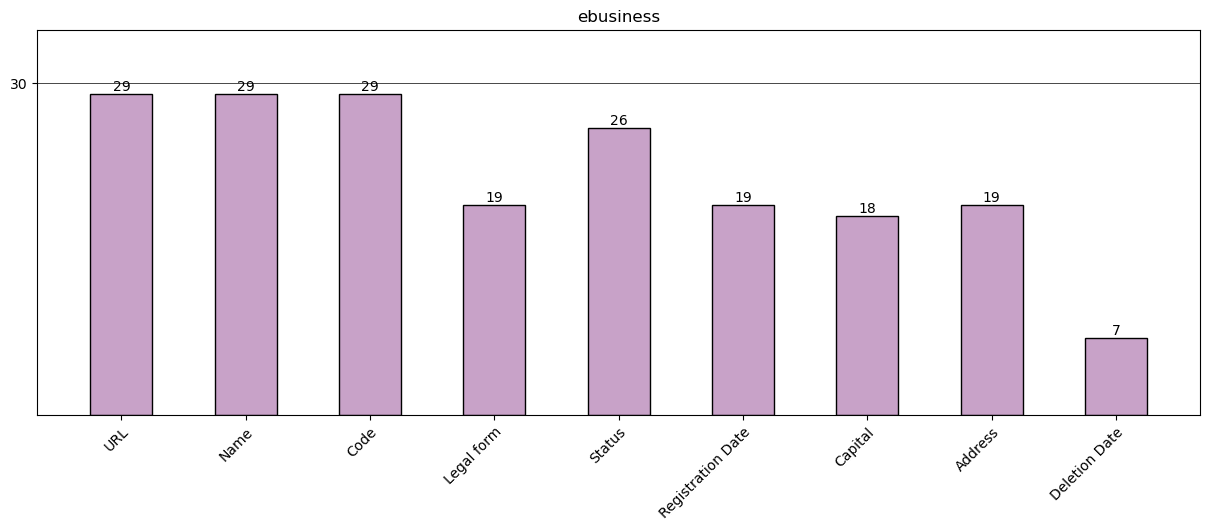 ebusiness
30
29
29
29
19
26
19
18
19
7
URL
Name
Code
Legal form
Status
Registration Date
Capital
Address
Deletion Date